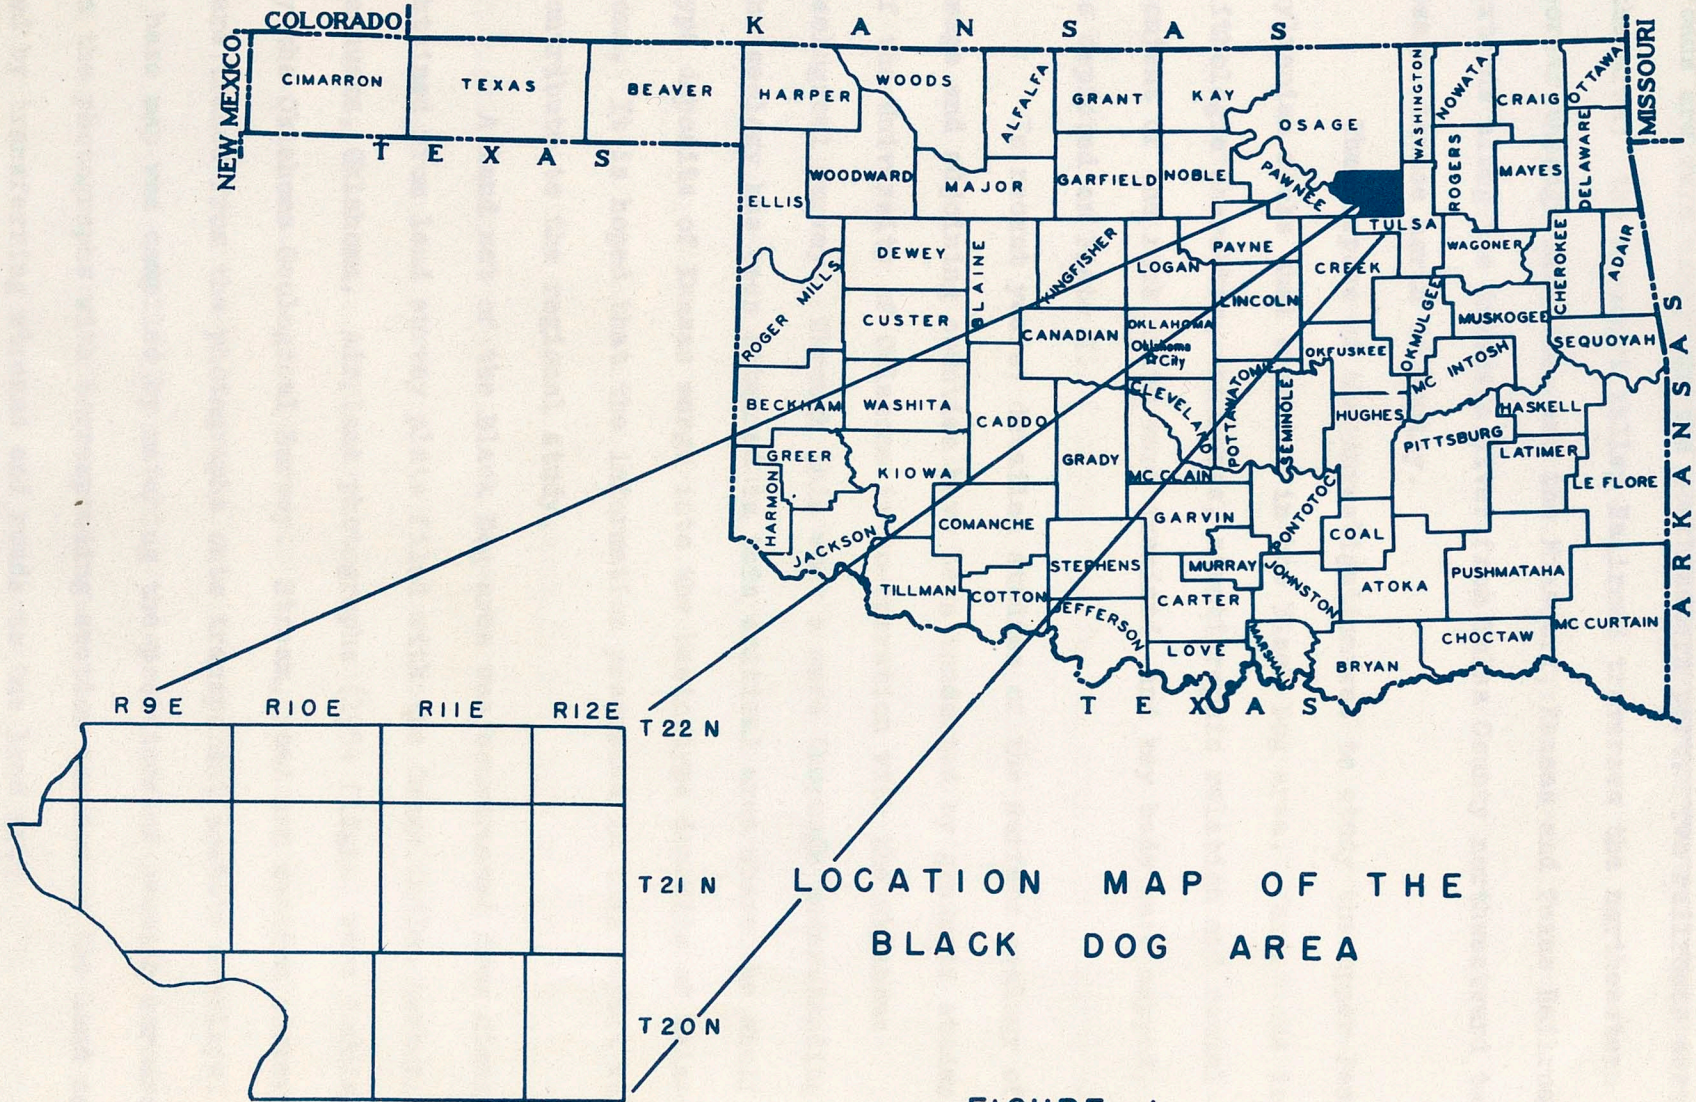 COLORADO
K A N S A S
MISSOURI
NEW MEXICO
CIMARRON
TEXAS
BEAVER
HARPER
WOODS
ALFALFA
GRANT
KAY
OSAGE
WASHINGTON
NOWATA
CRAIG
OTTAWA
T E X A S
ELLIS
WOODWARD
MAJOR
GARFIELD
NOBLE
PAWNEE
ROGERS
MAYES
DELAWARE
TULSA
DEWEY
BLAINE
KINGFISHER
LOGAN
PAYNE
CREEK
WAGONER
CHEROKEE
ADAIR
ROGER MILLS
CUSTER
CANADIAN
OKLAHOMA
Oklahoma
City
LINCOLN
OKFUSKEE
OKMULGEE
MUSKOGEE
SEQUOYAH
MC INTOSH
BECKHAM
WASHITA
CADDO
GRADY
CLEVELAND
POTTAWATOMIE
SEMINOLE
HUGHES
PITTSBURG
HASKELL
LATIMER
LE FLORE
ARKANSAS
GREER
HARMON
KIOWA
JACKSON
COMANCHE
MC CLAIN
GARVIN
PONTOTOC
COAL
TILLMAN
COTTON
STEPHENS
MURRAY
JOHNSTON
ATOKA
PUSHMATAHA
JEFFERSON
CARTER
LOVE
MARSHALL
BRYAN
CHOCTAW
MC CURTAIN
T E X A S
R 9 E R10 E R11 E R12 E
T 22 N
T 21 N
T 20 N
LOCATION MAP OF THE
BLACK DOG AREA